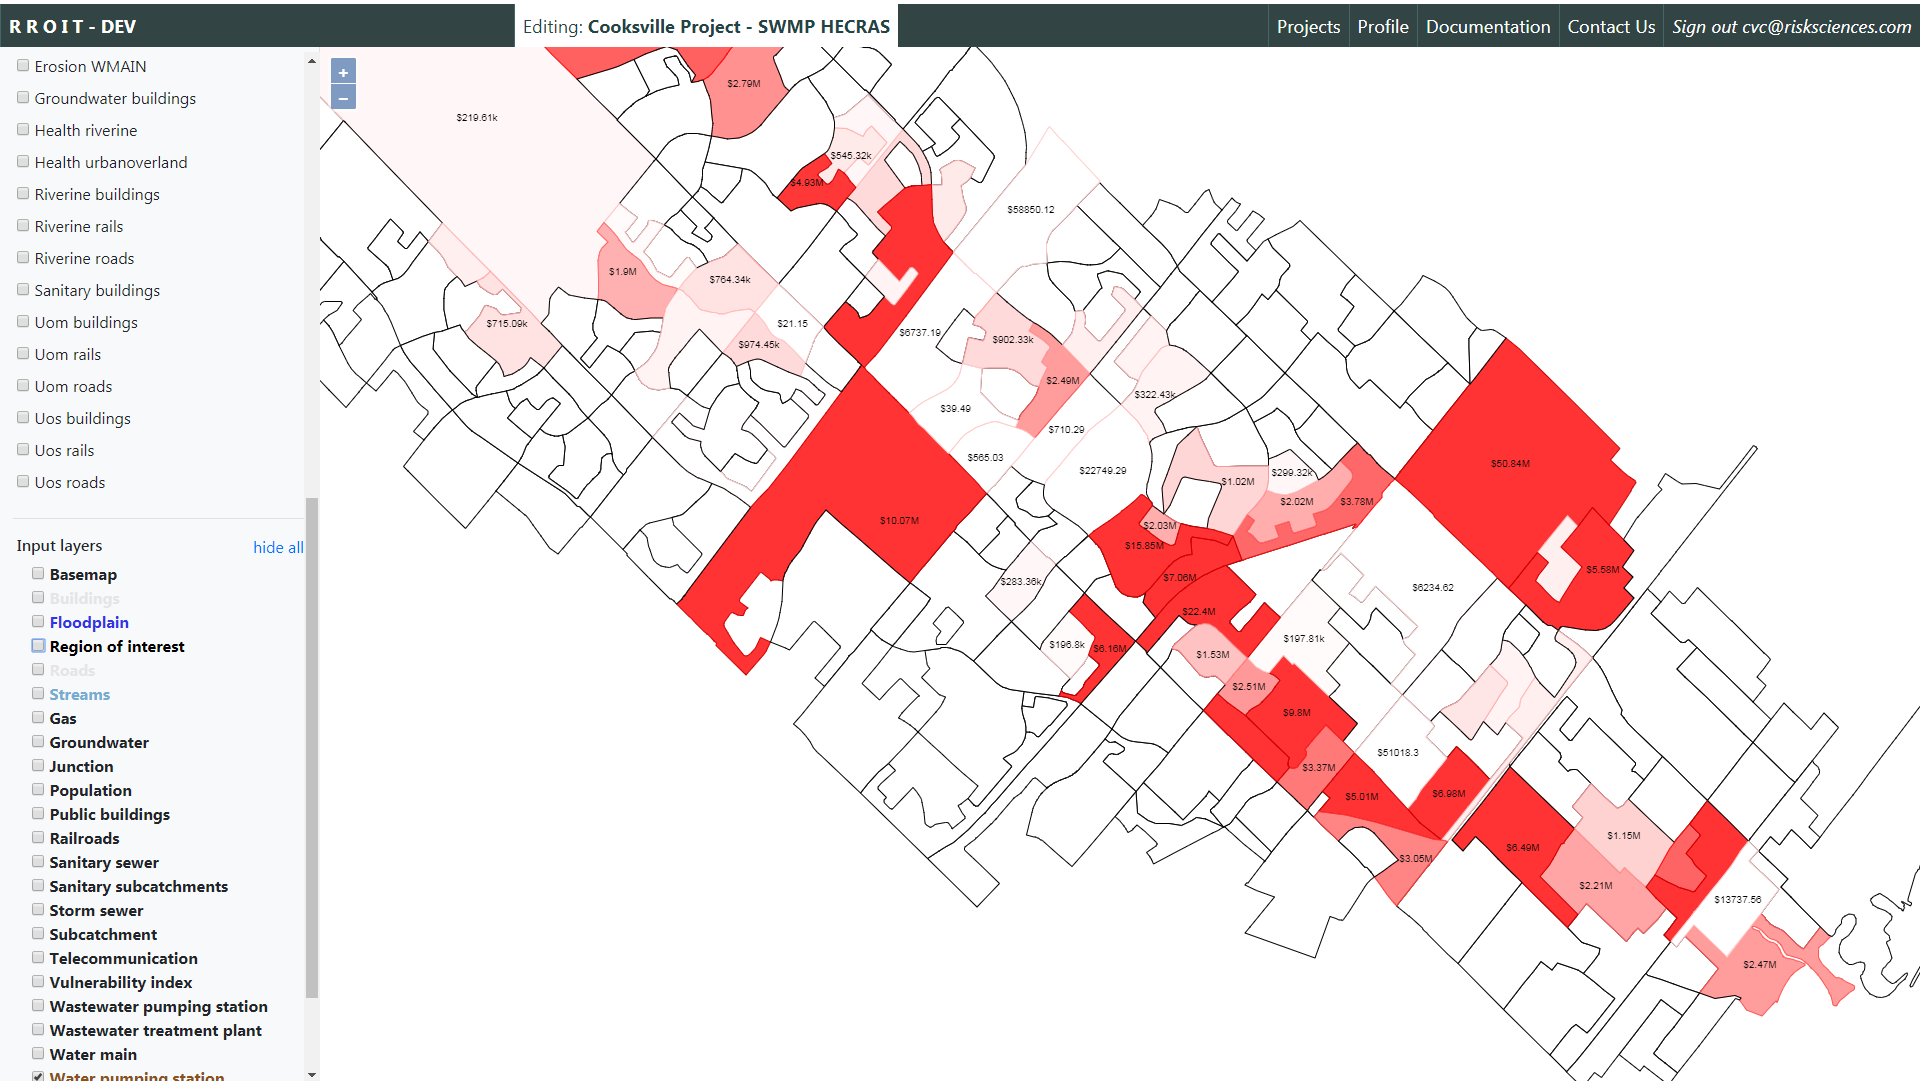 R R O I T - DEV
Editing: Cooksville Project - SWMP HECRAS
Projects
Profile
Documentation
Contact Us
Sign out cvc@risksciences.com
Erosion WMAIN
Groundwater buildings
Health riverine
Health urbanoverland
Riverine buildings
Riverine rails
Riverine roads
Sanitary buildings
Uom buildings
Uom rails
Uom roads
Uos buildings
Uos rails
Uos roads
Input layers
hide all
Basemap
Buildings
Floodplain
Region of interest
Roads
Streams
Gas
Groundwater
Junction
Population
Public buildings
Railroads
Sanitary sewer
Sanitary subcatchments
Storm sewer
Subcatchment
Telecommunication
Vulnerability index
Wastewater pumping station
Wastewater treatment plant
Water main
Water pumping station
+
−
$2.79M
$219.61k
$545.32k
$4.93M
$58850.12
$1.9M
$764.34k
$715.09k
$21.15
$6737.19
$974.45k
$902.33k
$2.49M
$322.43k
$39.49
$710.29
$565.03
$22749.29
$299.32k
$1.02M
$50.84M
$2.02M
$3.78M
$10.07M
$2.03M
$15.85M
$5.58M
$7.06M
$283.36k
$6234.62
$22.4M
$197.81k
$196.8k
$6.16M
$1.53M
$2.51M
$9.8M
$51018.3
$3.37M
$5.01M
$6.98M
$1.15M
$6.49M
$3.05M
$2.21M
$13737.56
$2.47M